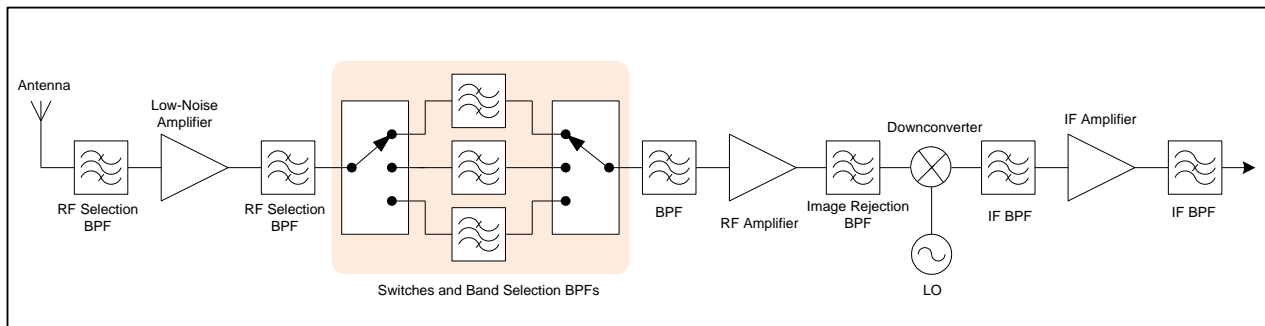 Antenna
Low-Noise
Amplifier
RF Selection
BPF
RF Selection
BPF
Switches and Band Selection BPFs
BPF
RF Amplifier
Image Rejection
BPF
Downconverter
LO
IF BPF
IF Amplifier
IF BPF